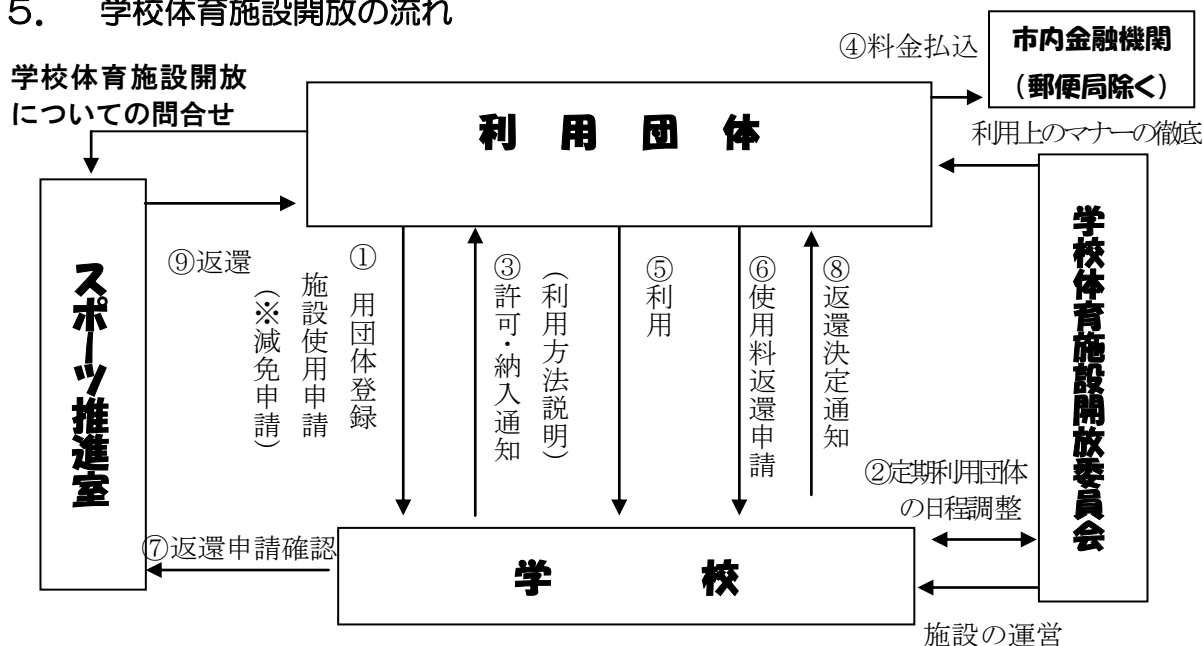 5.　学校体育施設開放の流れ
④料金払込
市内金融機関
（郵便局除く）
学校体育施設開放
についての問合せ
利用団体
利用上のマナーの徹底
スポーツ推進室
⑨返還
① 用団体登録
施設使用申請
（※減免申請）
③許可・納入通知
（利用方法説明）
⑤利用
⑥使用料返還申請
⑧返還決定通知
学校体育施設開放委員会
②定期利用団体
の日程調整
⑦返還申請確認
学校
施設の運営